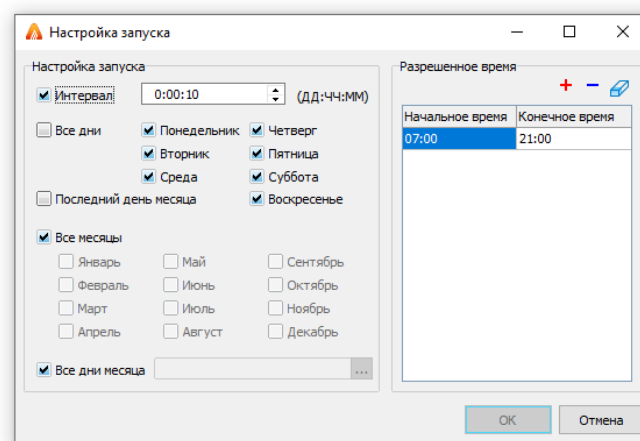 Настройка запуска
Настройка запуска
Интервал 0:00:10 (ДД:ЧЧ:ММ)
Все дни Понедельник Четверг
Вторник Пятница
Среда Суббота
Последний день месяца Воскресенье
Все месяцы
Январь Май Сентябрь
Февраль Июнь Октябрь
Март Июль Ноябрь
Апрель Август Декабрь
Все дни месяца ...
Разрешенное время
Начальное время Конечное время
07:00 21:00
ОК Отмена